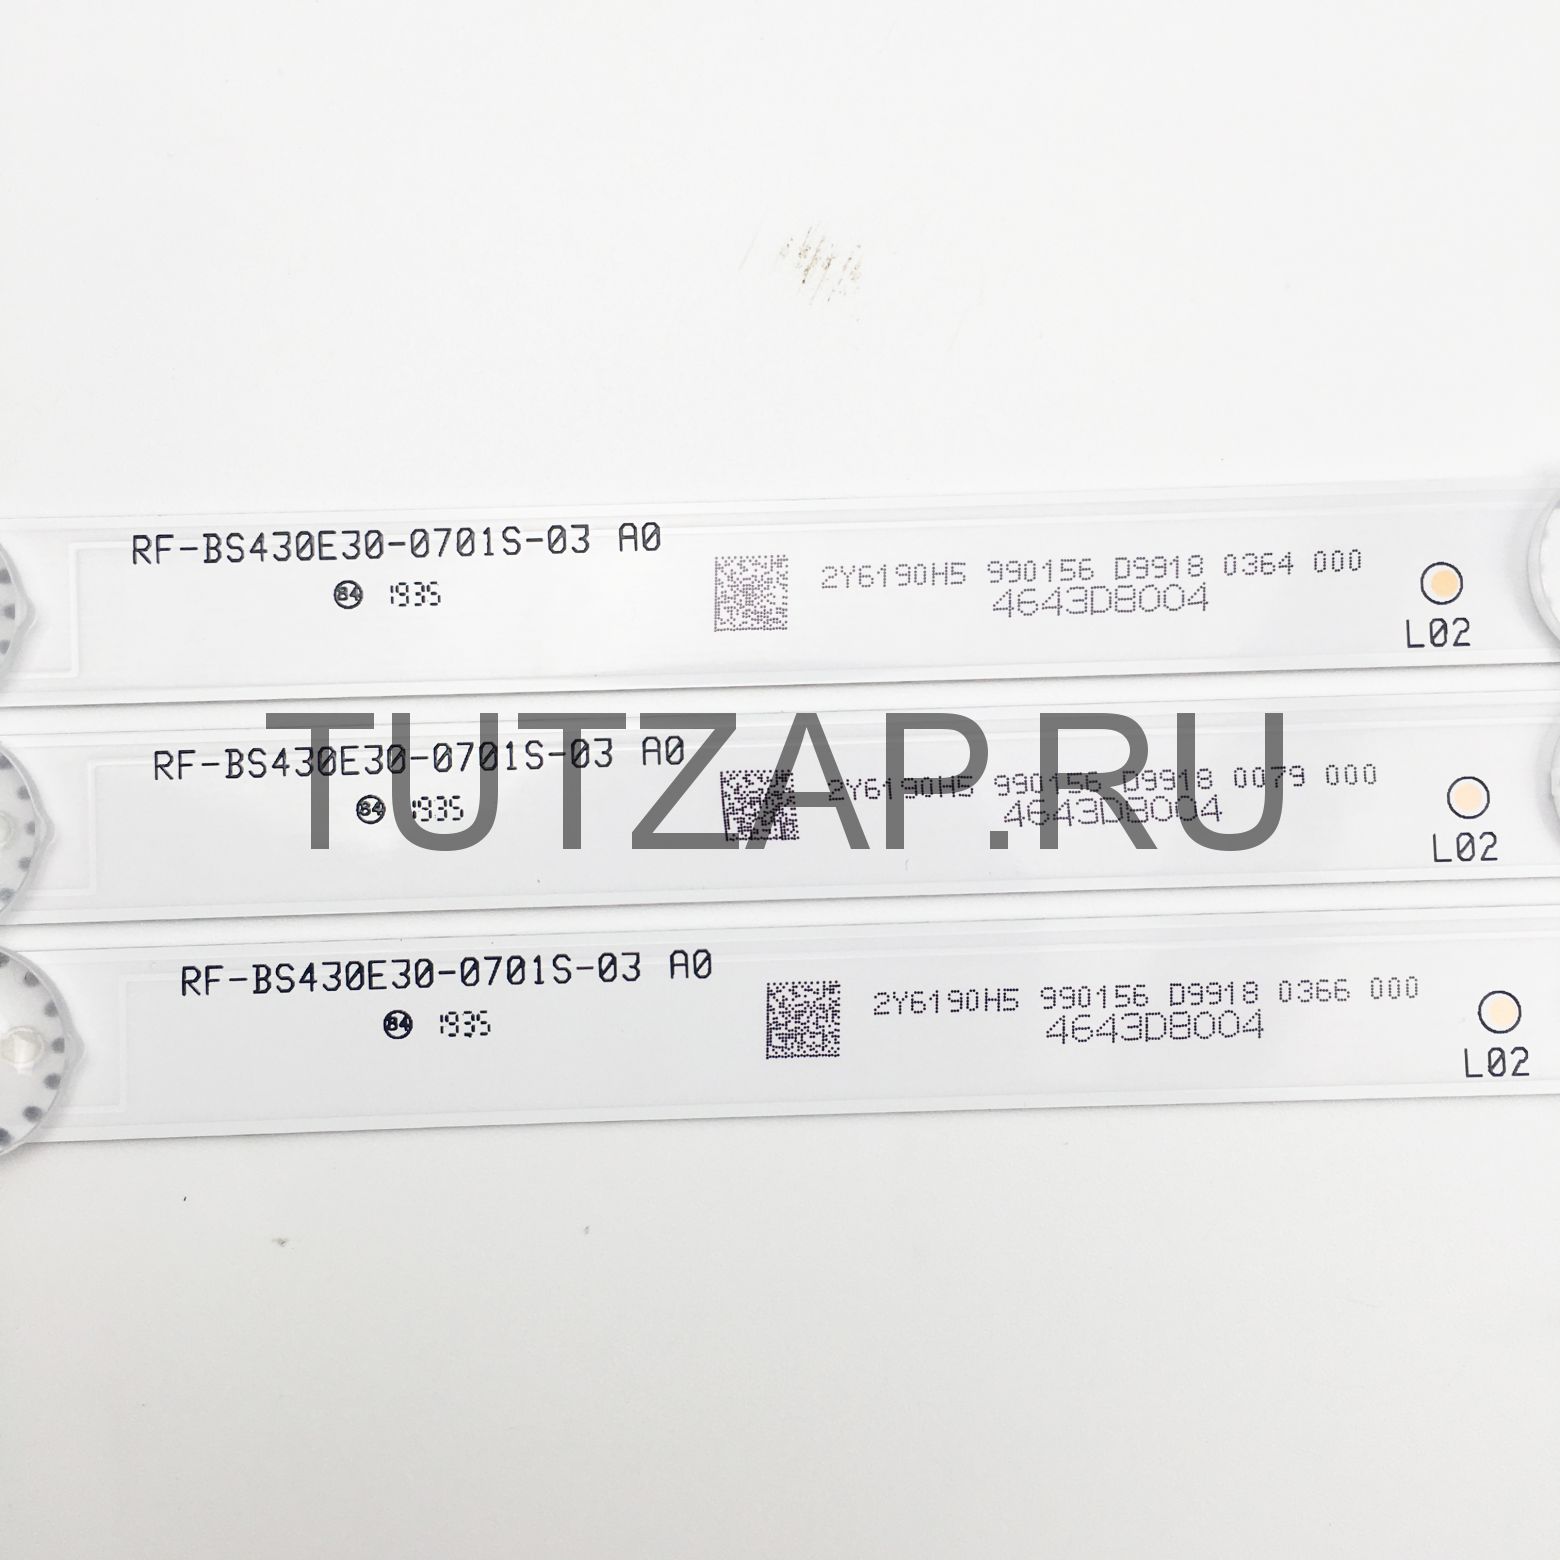 RF-BS430E30-0701S-03 A0
84 1935
2Y6190H5 990156 D9918 0364 000
4643D8004
L02
TUTZAP.RU
RF-BS430E30-0701S-03 A0
84 1935
2Y6190H5 990156 D9918 0079 000
4643D8004
L02
RF-BS430E30-0701S-03 A0
84 1935
2Y6190H5 990156 D9918 0366 000
4643D8004
L02